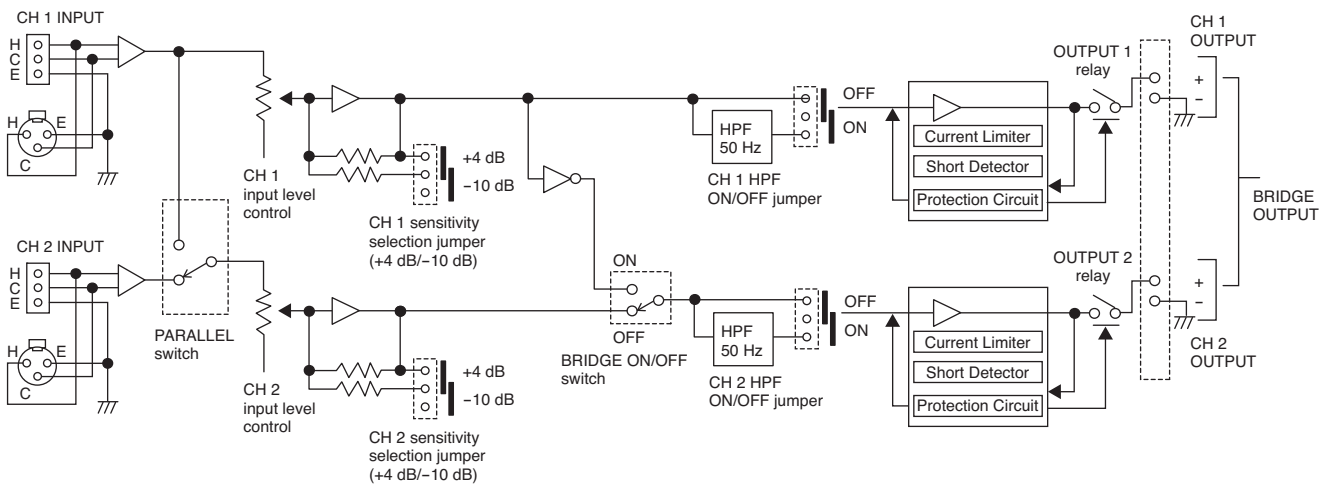 CH 1 INPUT
H
C
E
H
E
C
CH 1
input level
control
+4 dB
−10 dB
CH 1 sensitivity
selection jumper
(+4 dB/−10 dB)
HPF
50 Hz
CH 1 HPF
ON/OFF jumper
OFF
ON
Current Limiter
Short Detector
Protection Circuit
OUTPUT 1
relay
CH 1
OUTPUT
+
−
BRIDGE
OUTPUT
CH 2 INPUT
H
C
E
H
E
C
PARALLEL
switch
CH 2
input level
control
+4 dB
−10 dB
CH 2 sensitivity
selection jumper
(+4 dB/−10 dB)
ON
OFF
BRIDGE ON/OFF
switch
HPF
50 Hz
CH 2 HPF
ON/OFF jumper
OFF
ON
Current Limiter
Short Detector
Protection Circuit
OUTPUT 2
relay
+
−
CH 2
OUTPUT